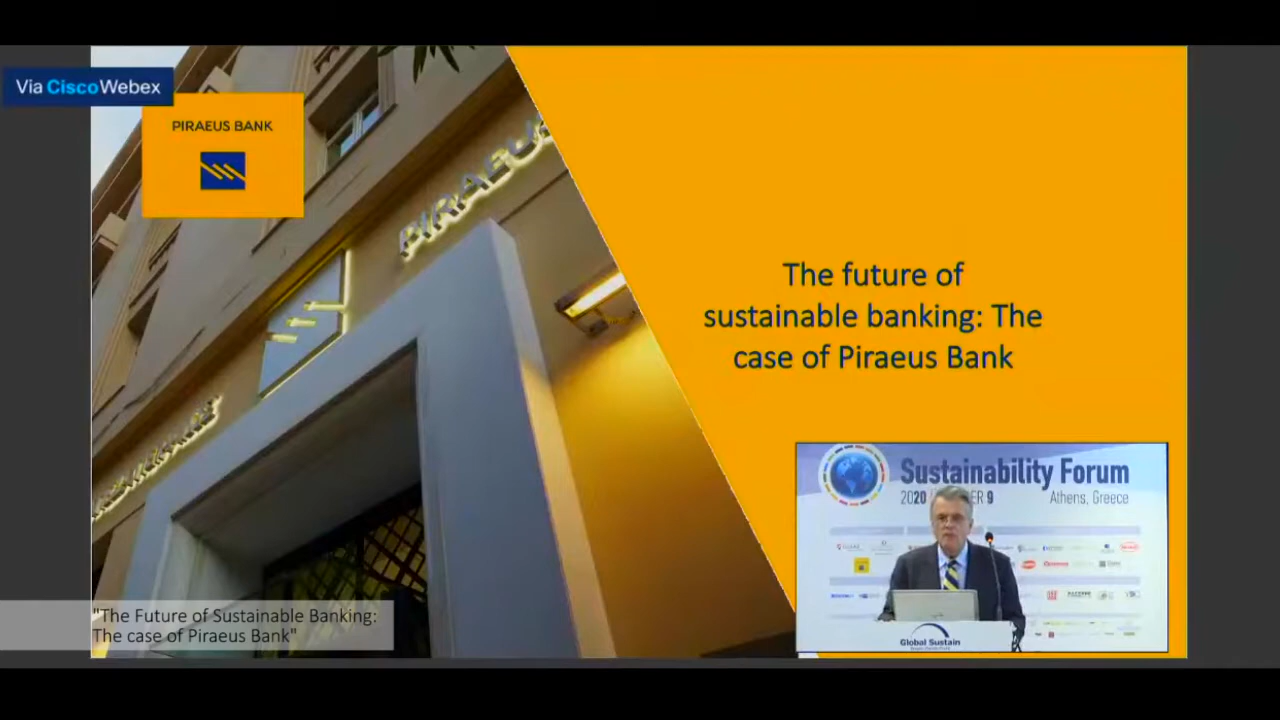 Via CiscoWebex
PIRAEUS BANK
PIRAEUS
The future of
sustainable banking: The
case of Piraeus Bank
Sustainability Forum
2020
9
Athens, Greece
Global Sustain
"The Future of Sustainable Banking:
The case of Piraeus Bank"